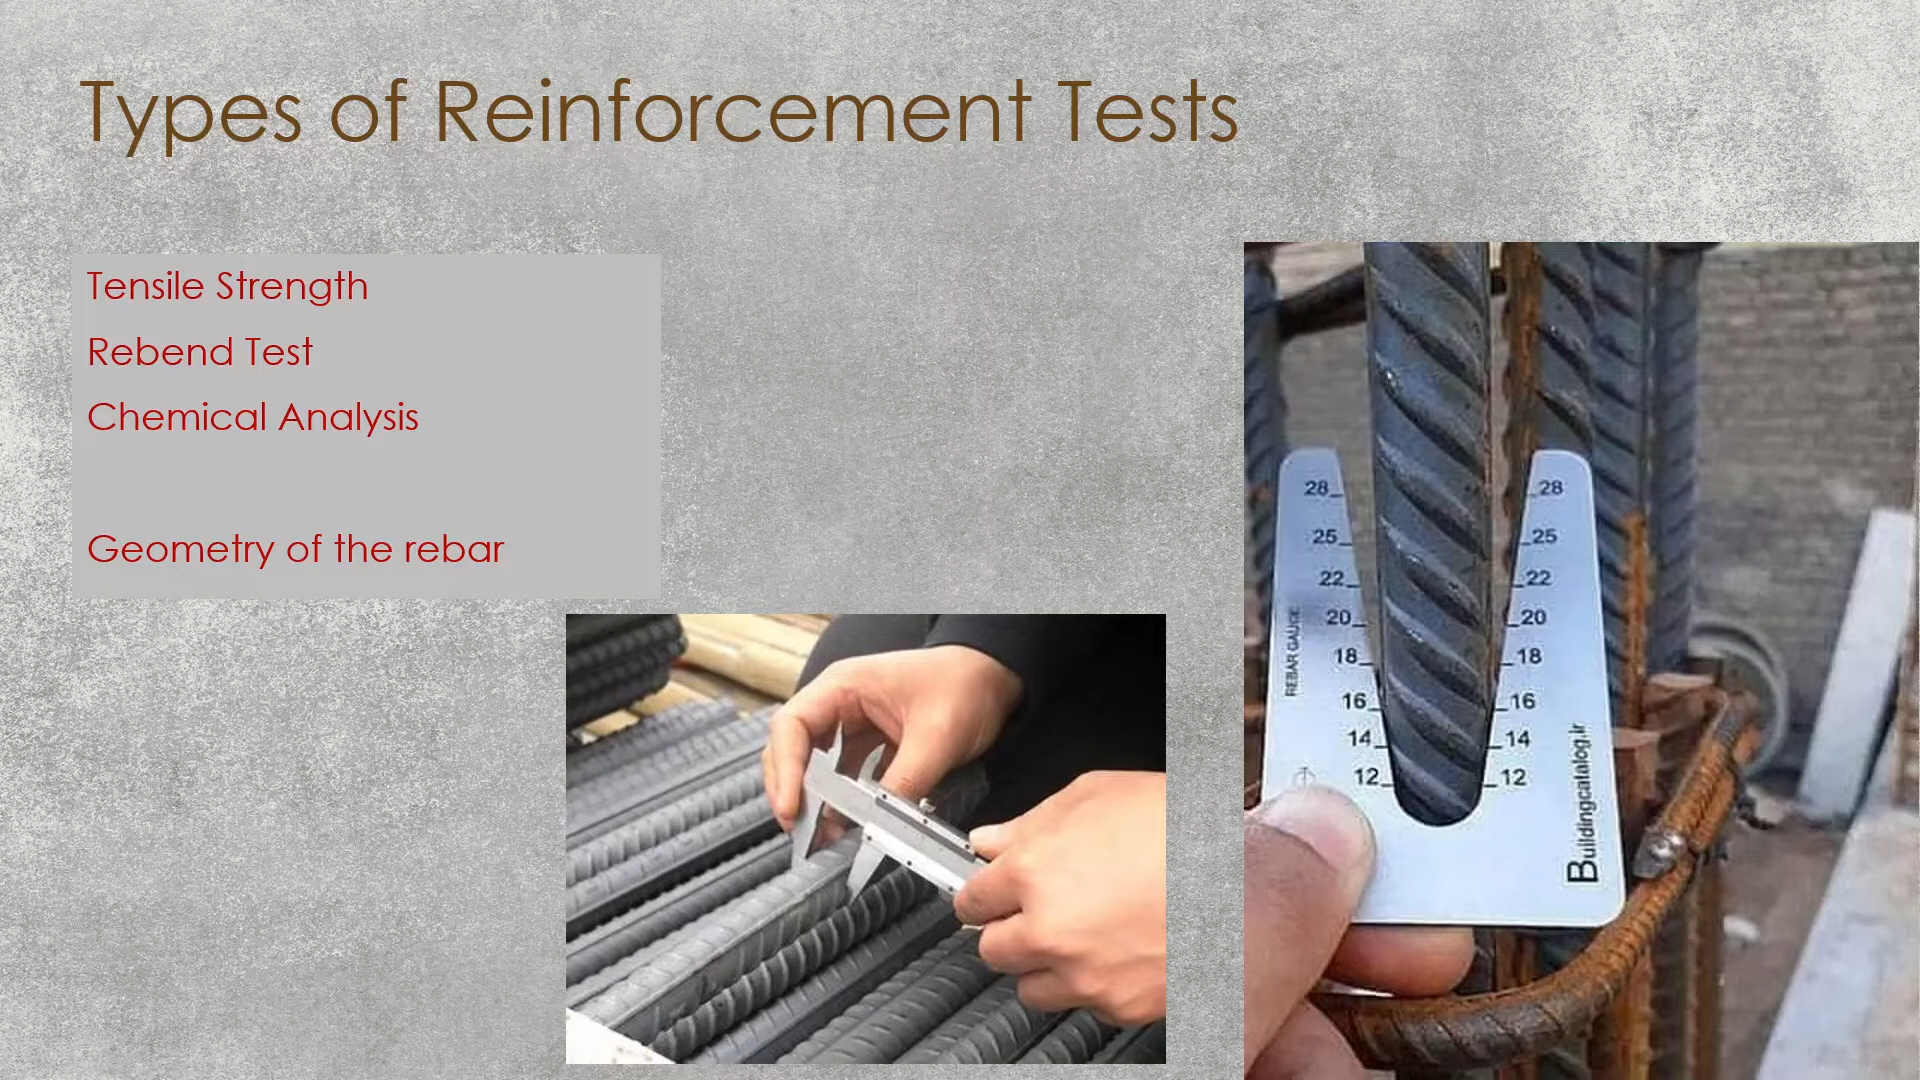 Types of Reinforcement Tests
Tensile Strength
Rebend Test
Chemical Analysis
Geometry of the rebar
28 28
25 25
22 22
20 20
18 18
16 16
14 14
12 12
REBAR GAUGE
Buildingcatalog.ir